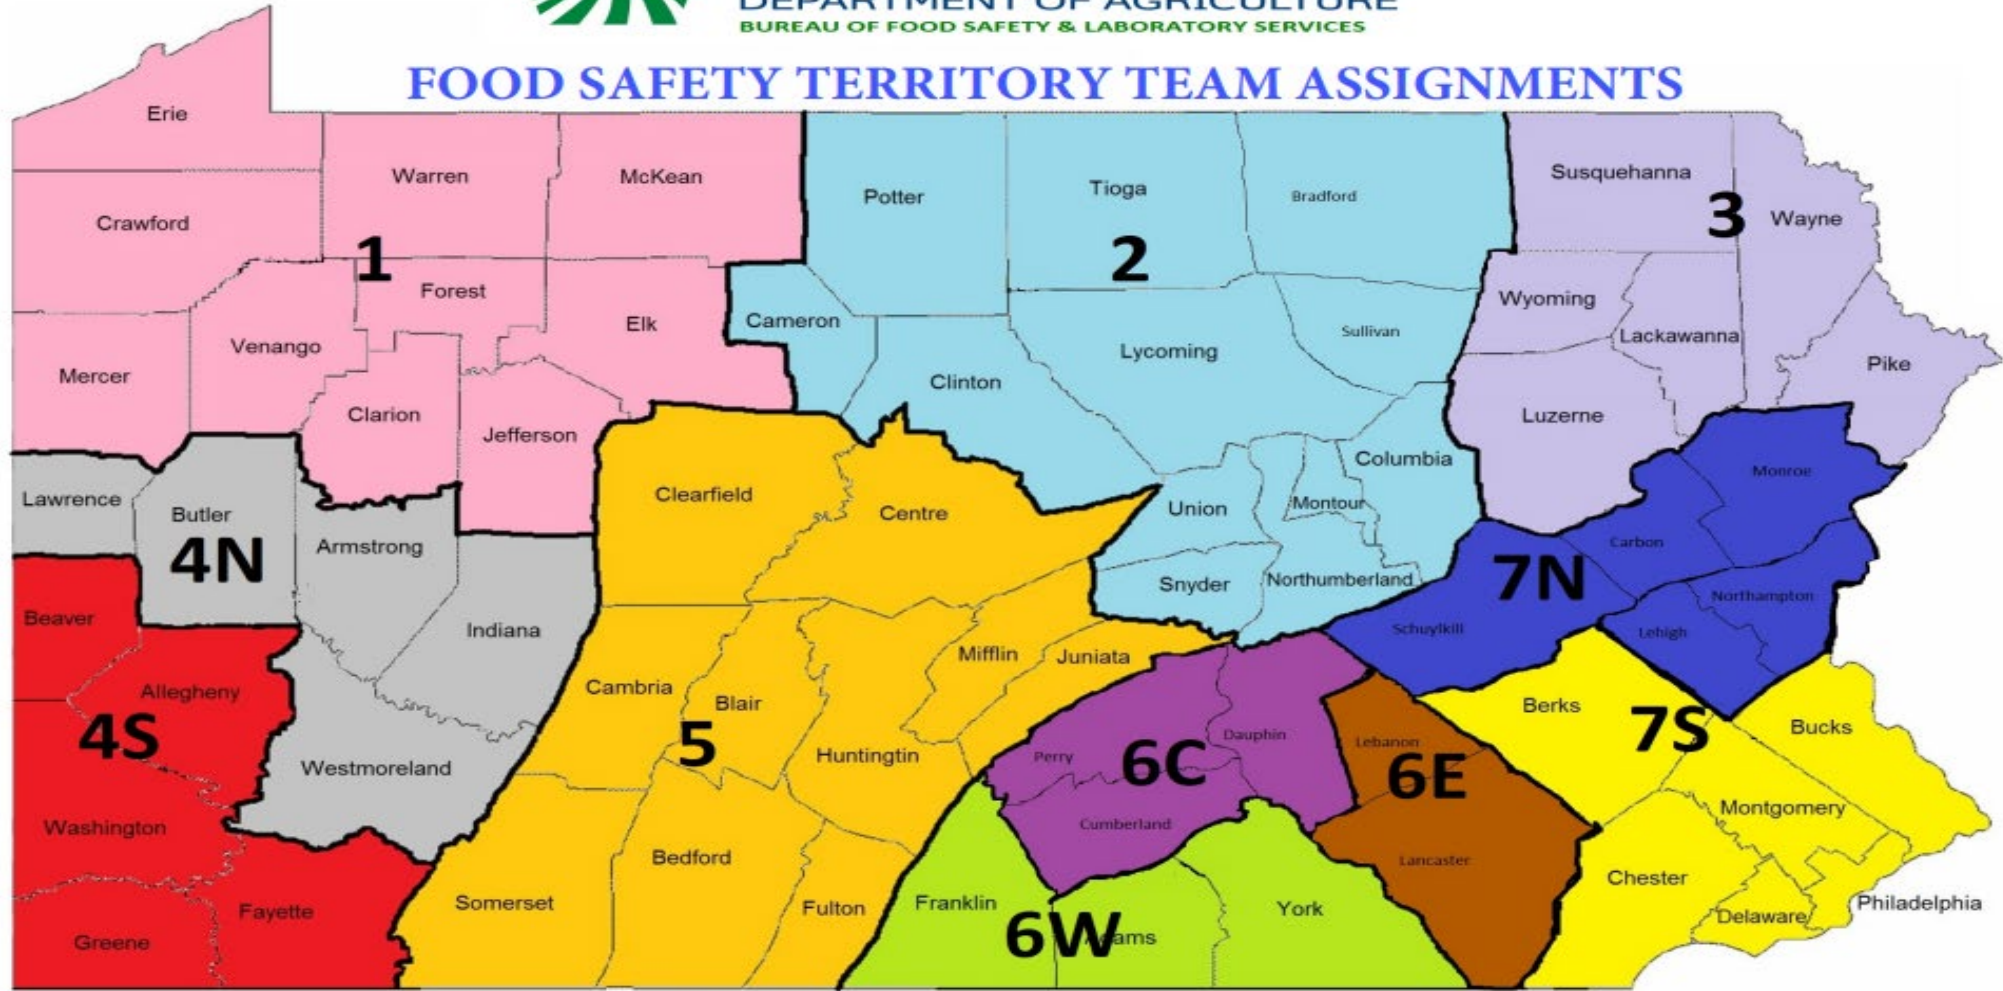 DEPARTMENT OF AGRICULTURE
BUREAU OF FOOD SAFETY & LABORATORY SERVICES
FOOD SAFETY TERRITORY TEAM ASSIGNMENTS
Erie
Warren
McKean
Crawford
1
Forest
Venango
Elk
Mercer
Clarion
Jefferson
Potter
Tioga
Bradford
2
Cameron
Lycoming
Sullivan
Clinton
Columbia
Union
Montour
Snyder
Northumberland
Susquehanna
3
Wayne
Wyoming
Lackawanna
Pike
Luzerne
Lawrence
Butler
4N
Armstrong
Indiana
Westmoreland
Beaver
Allegheny
4S
Washington
Fayette
Greene
Clearfield
Centre
Mifflin
Juniata
Cambria
Blair
5
Huntingtin
Bedford
Somerset
Fulton
Monroe
Carbon
7N
Northampton
Schuylkill
Lehigh
Perry
Dauphin
6C
Cumberland
Lebanon
6E
Lancaster
Franklin
6W
York
Berks
7S
Bucks
Montgomery
Chester
Delaware
Philadelphia